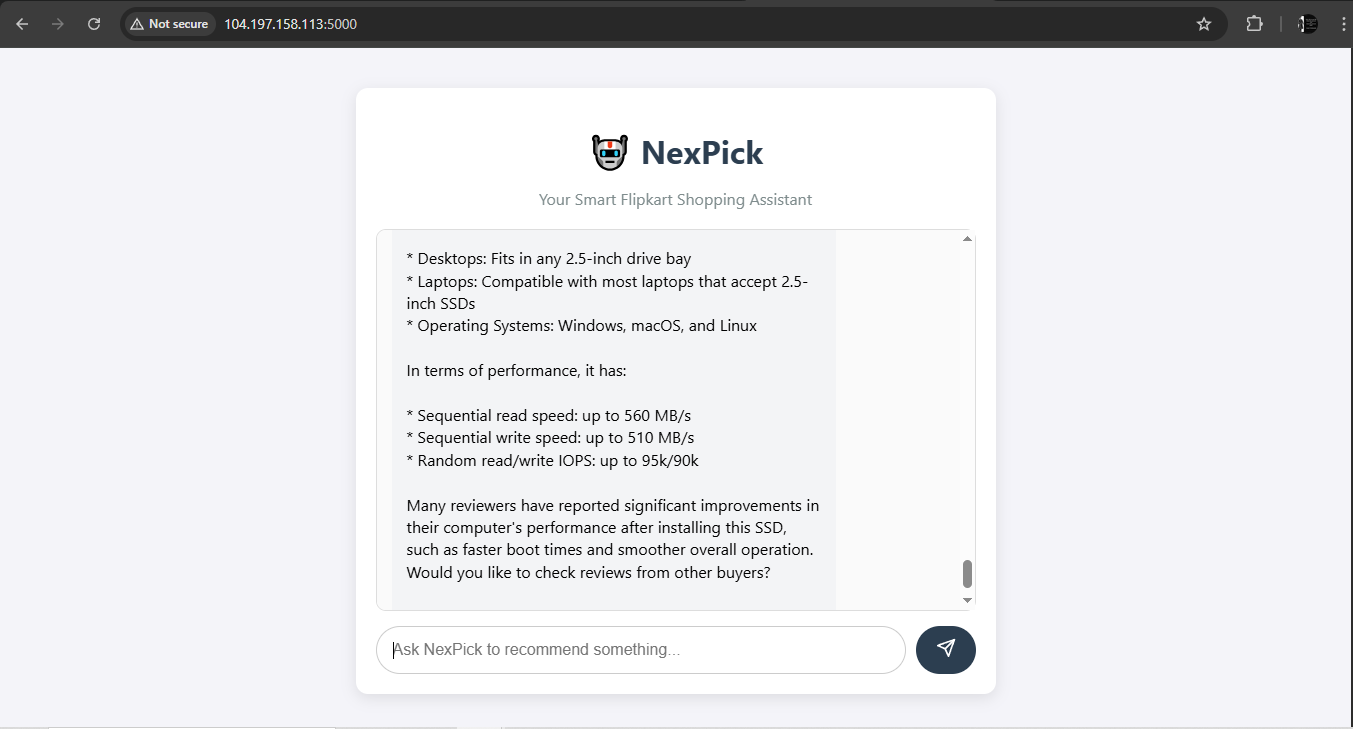 Not secure
104.197.158.113:5000
NexPick
Your Smart Flipkart Shopping Assistant
* Desktops: Fits in any 2.5-inch drive bay
* Laptops: Compatible with most laptops that accept 2.5-
inch SSDs
* Operating Systems: Windows, macOS, and Linux
In terms of performance, it has:
* Sequential read speed: up to 560 MB/s
* Sequential write speed: up to 510 MB/s
* Random read/write IOPS: up to 95k/90k
Many reviewers have reported significant improvements in
their computer's performance after installing this SSD,
such as faster boot times and smoother overall operation.
Would you like to check reviews from other buyers?
Ask NexPick to recommend something...